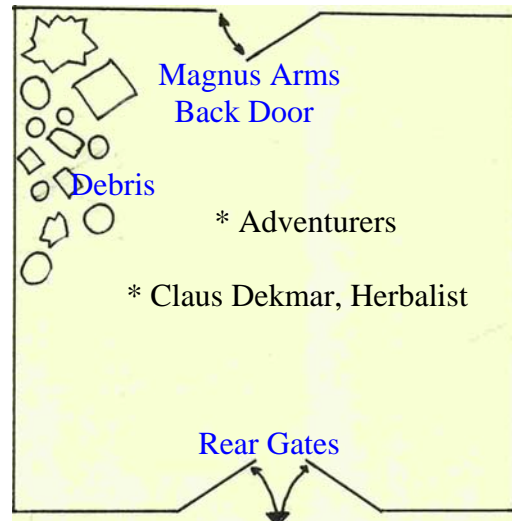 Magnus Arms
Back Door
Debris
* Adventurers
* Claus Dekmar, Herbalist
Rear Gates